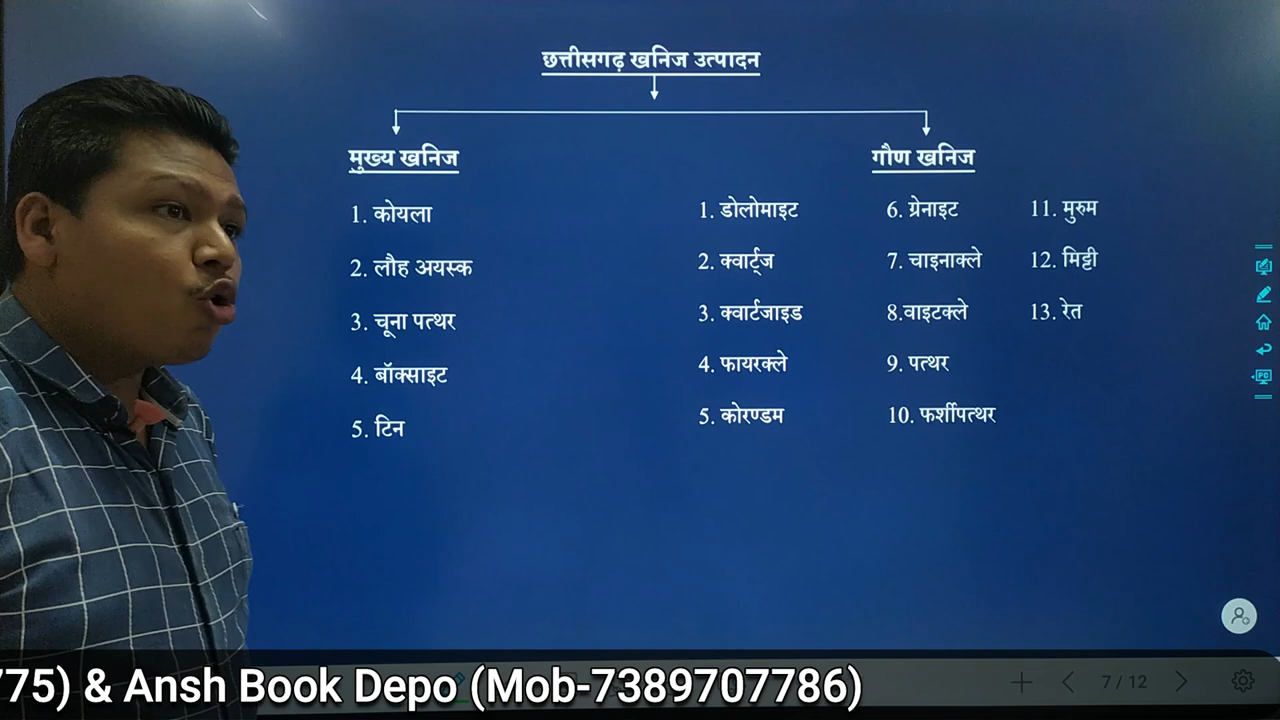 छत्तीसगढ़ खनिज उत्पादन
मुख्य खनिज
1. कोयला
2. लौह अयस्क
3. चूना पत्थर
4. बॉक्साइट
5. टिन
गौण खनिज
1. डोलोमाइट
2. क्वार्ट्ज
3. क्वार्टजाइड
4. फायरक्ले
5. कोरण्डम
6. ग्रेनाइट
7. चाइनाक्ले
8.वाइटक्ले
9. पत्थर
10. फर्शीपत्थर
11. मुरुम
12. मिट्टी
13. रेत
PD
775) & Ansh Book Depo (Mob-7389707786)
7 / 12